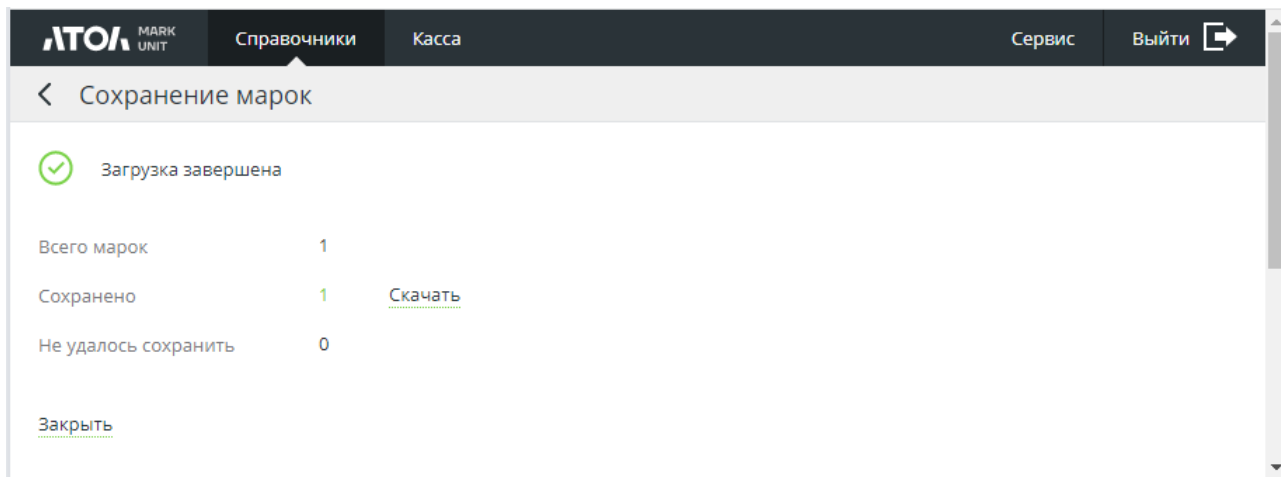 АТОЛ MARK UNIT Справочники Касса Сервис Выйти
Сохранение марок
Загрузка завершена
Всего марок 1
Сохранено 1 Скачать
Не удалось сохранить 0
Закрыть